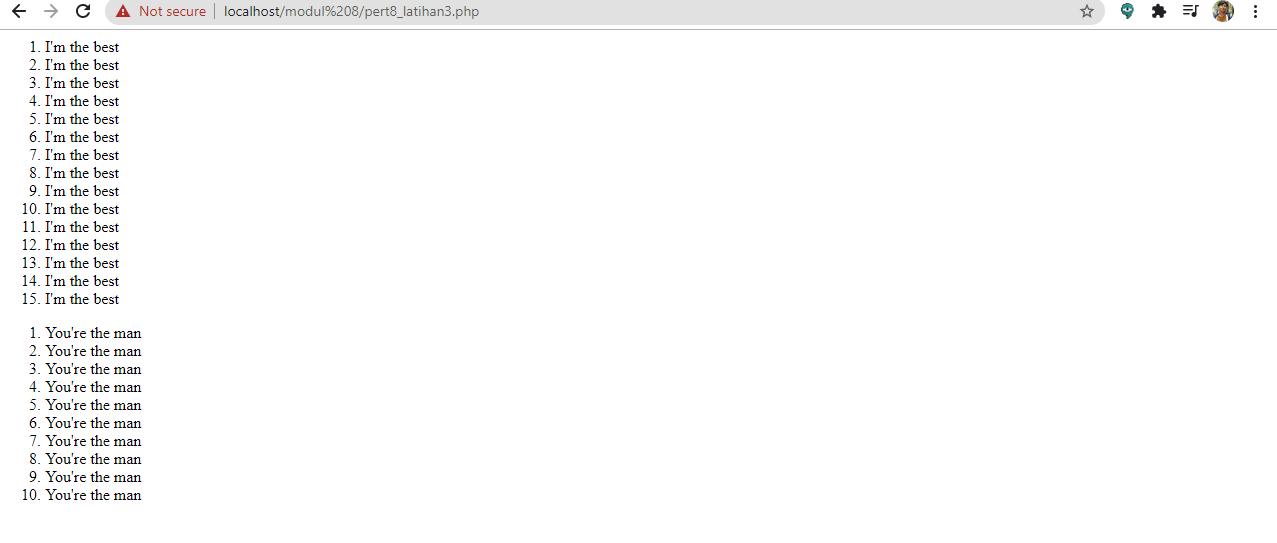 Not secure | localhost/modul%208/pert8_latihan3.php
1. I'm the best
2. I'm the best
3. I'm the best
4. I'm the best
5. I'm the best
6. I'm the best
7. I'm the best
8. I'm the best
9. I'm the best
10. I'm the best
11. I'm the best
12. I'm the best
13. I'm the best
14. I'm the best
15. I'm the best
1. You're the man
2. You're the man
3. You're the man
4. You're the man
5. You're the man
6. You're the man
7. You're the man
8. You're the man
9. You're the man
10. You're the man